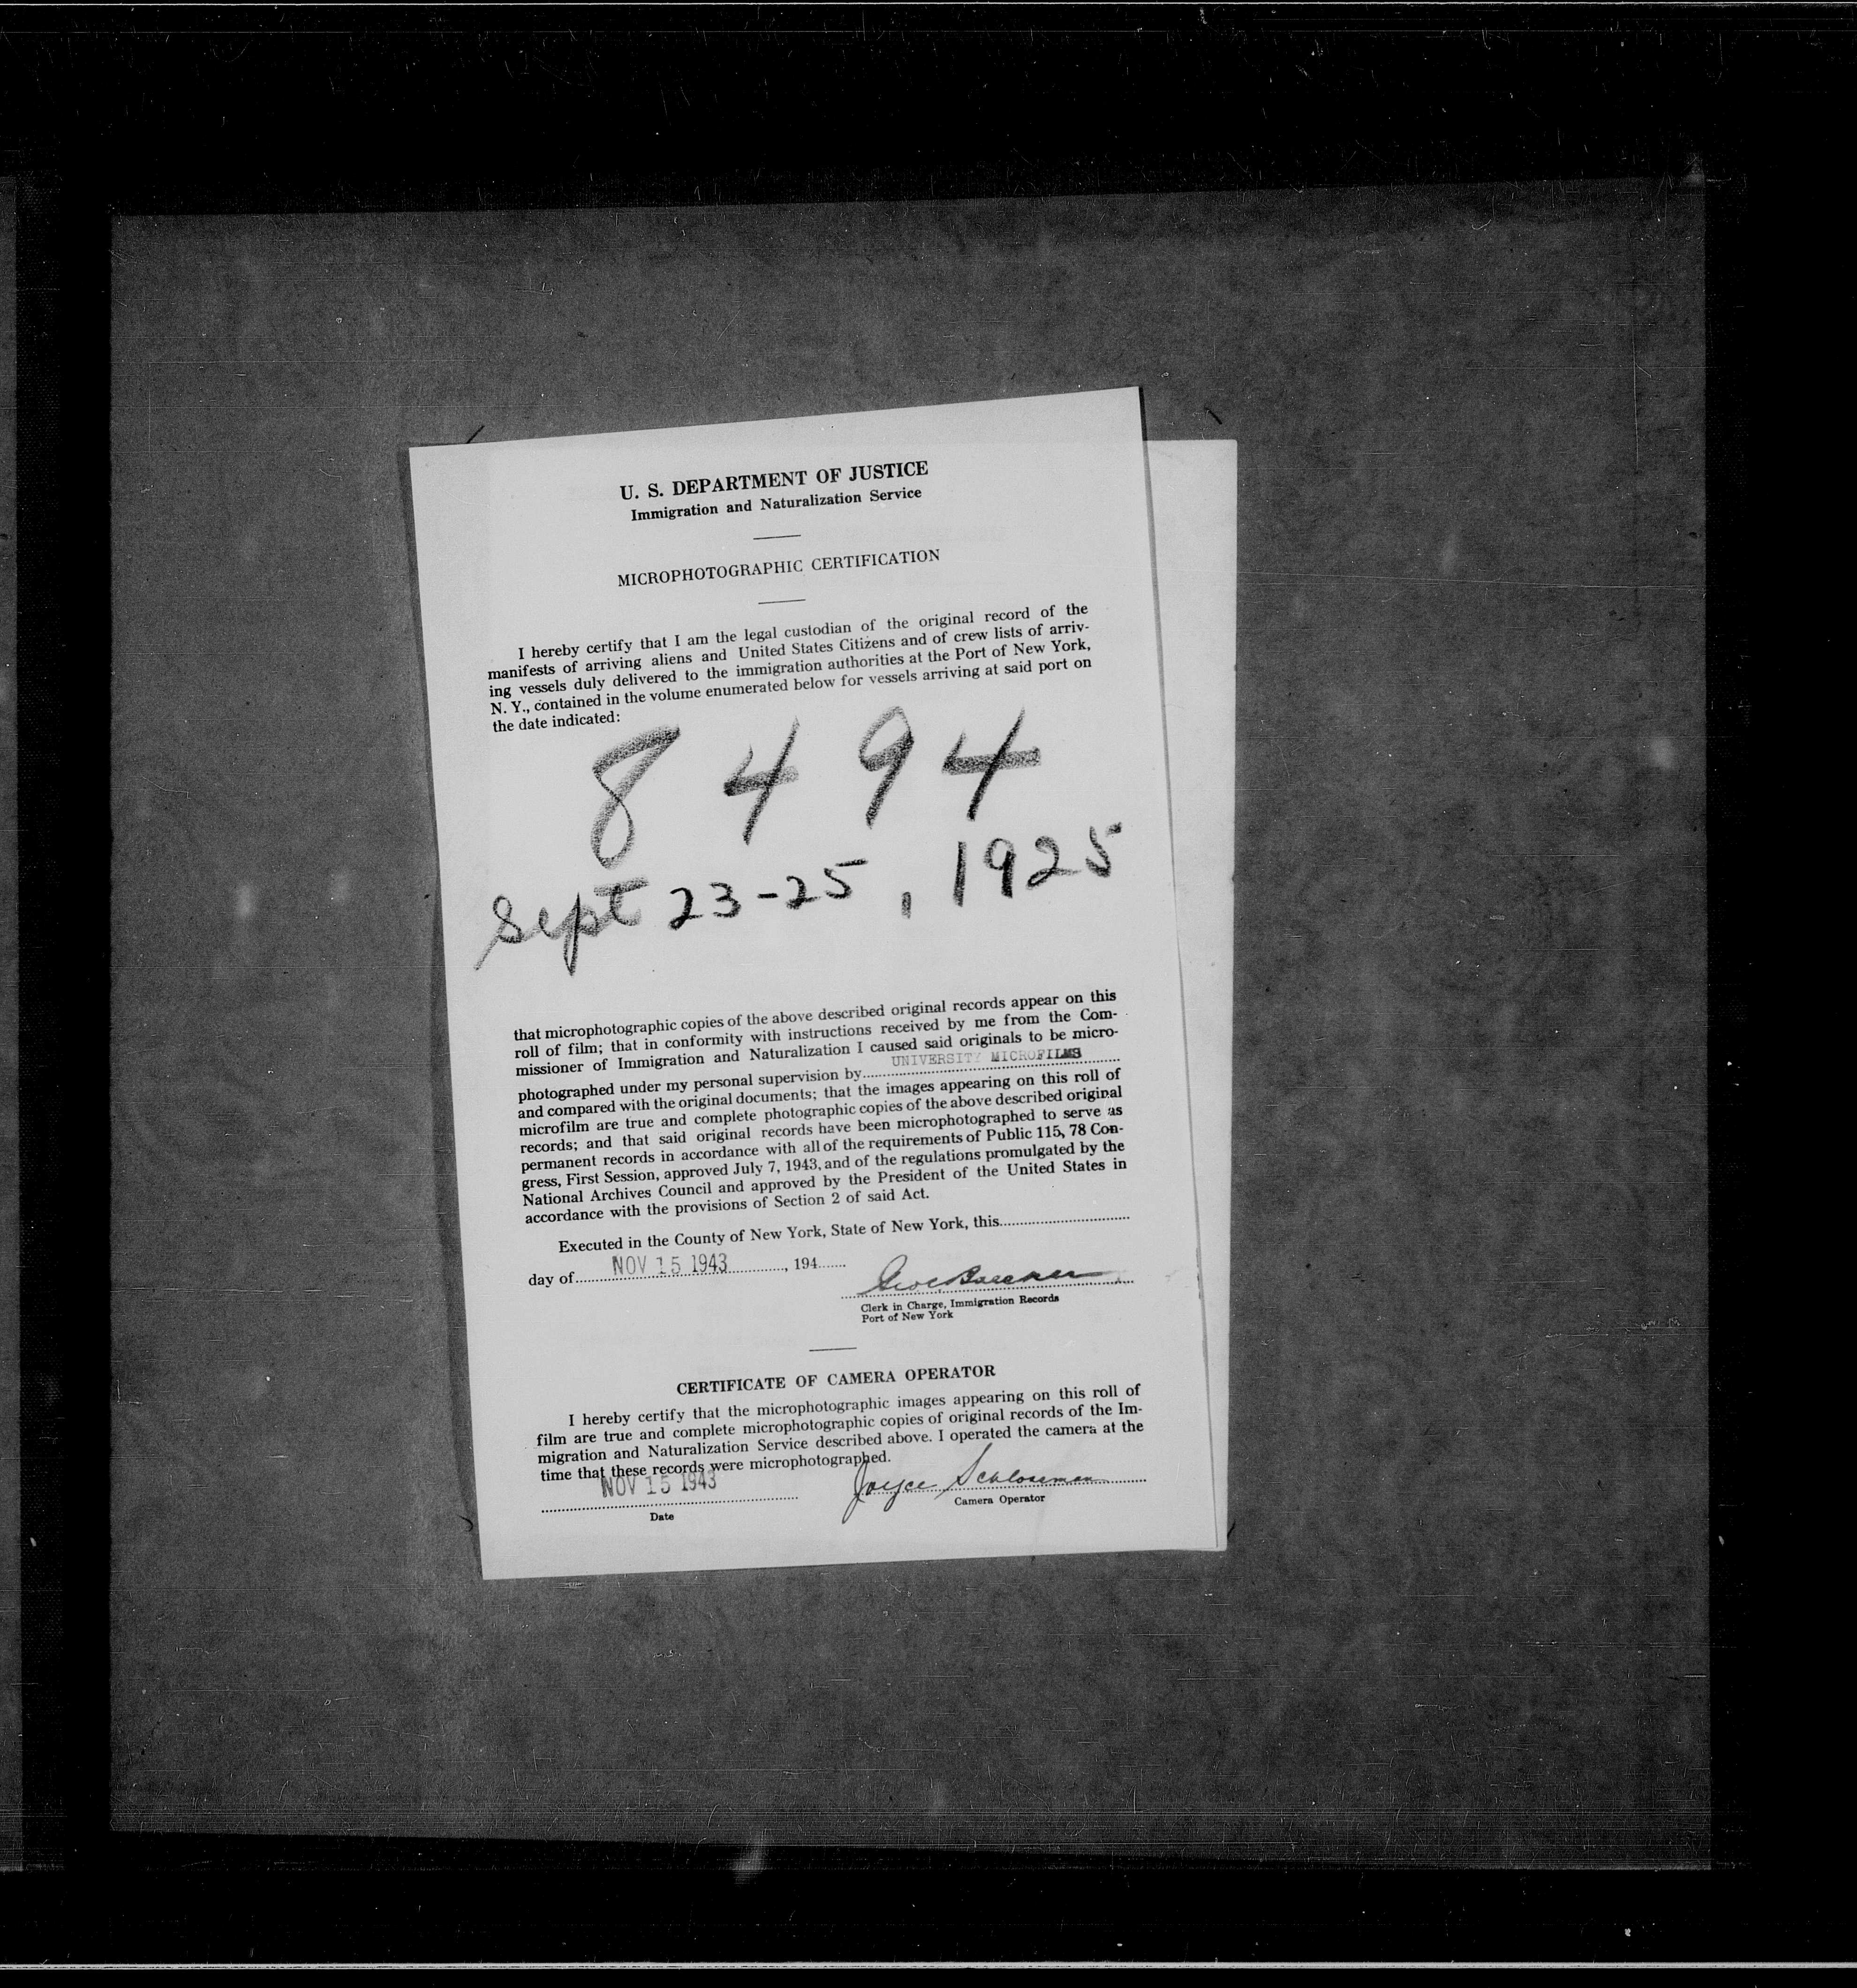 U. S. DEPARTMENT OF JUSTICE
Immigration and Naturalization Service
MICROPHOTOGRAPHIC CERTIFICATION
I hereby certify that I am the legal custodian of the original record of the
manifests of arriving aliens and United States Citizens and of crew lists of arriv-
ing vessels duly delivered to the immigration authorities at the Port of New York,
N. Y., contained in the volume enumerated below for vessels arriving at said port on
the date indicated:
8 4 9 4
Sept 23-25, 1925
that microphotographic copies of the above described original records appear on this
roll of film; that in conformity with instructions received by me from the Com-
missioner of Immigration and Naturalization I caused said originals to be micro-
photographed under my personal supervision by UNIVERSITY MICROFILMS
and compared with the original documents; that the images appearing on this roll of
microfilm are true and complete photographic copies of the above described original
records; and that said original records have been microphotographed to serve as
permanent records in accordance with all of the requirements of Public 115, 78 Con-
gress, First Session, approved July 7, 1943, and of the regulations promulgated by the
National Archives Council and approved by the President of the United States in
accordance with the provisions of Section 2 of said Act.
Executed in the County of New York, State of New York, this
day of NOV 15 1943, 194
Clerk in Charge, Immigration Records
Port of New York
CERTIFICATE OF CAMERA OPERATOR
I hereby certify that the microphotographic images appearing on this roll of
film are true and complete microphotographic copies of original records of the Im-
migration and Naturalization Service described above. I operated the camera at the
time that these records were microphotographed.
NOV 15 1943 Joyce Schloseman
Date Camera Operator